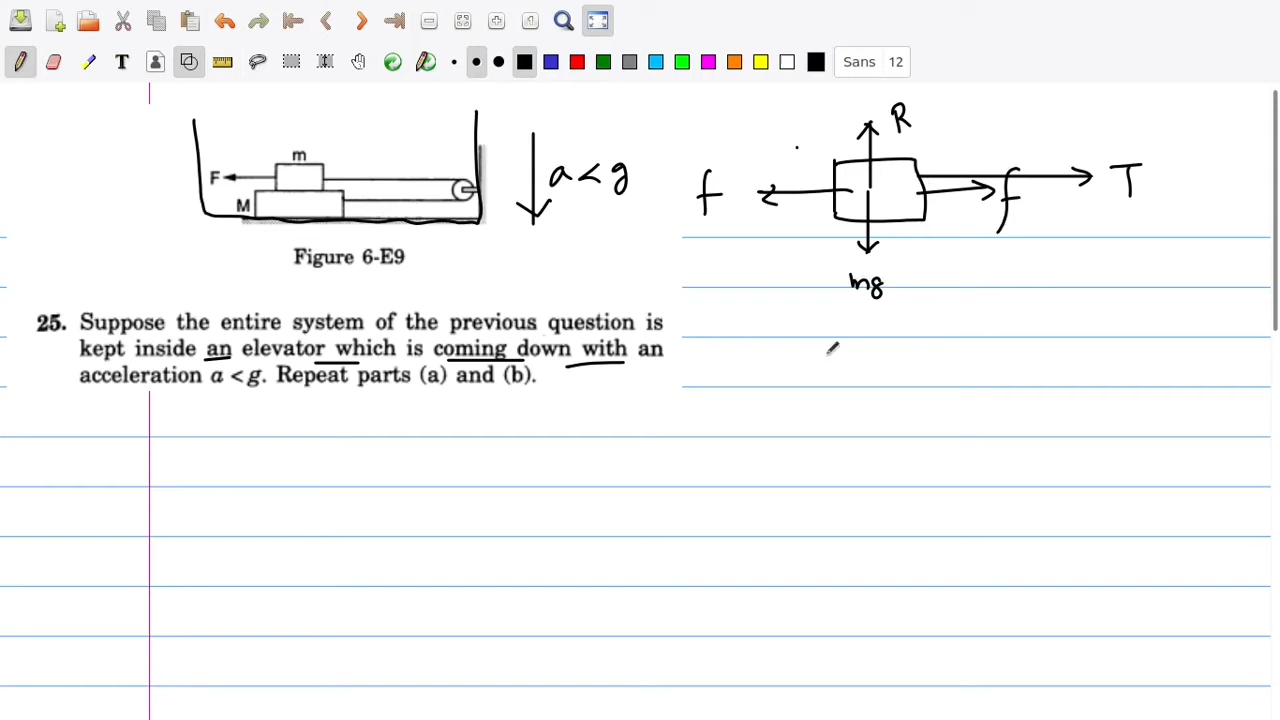 Sans 12
m
F
M
a < g
R
f
f
T
mg
Figure 6-E9
25. Suppose the entire system of the previous question is
kept inside an elevator which is coming down with an
acceleration a < g. Repeat parts (a) and (b).